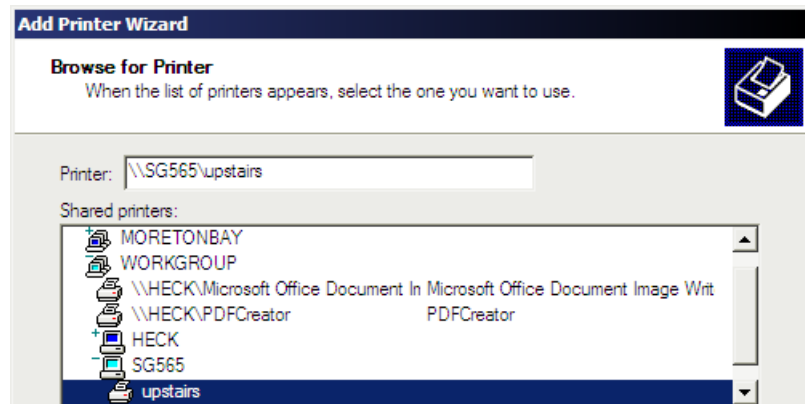 Add Printer Wizard
Browse for Printer
When the list of printers appears, select the one you want to use.
Printer: \\SG565\upstairs
Shared printers:
MORETONBAY
WORKGROUP
\\HECK\Microsoft Office Document In Microsoft Office Document Image Writ
\\HECK\PDFCreator PDFCreator
HECK
SG565
upstairs